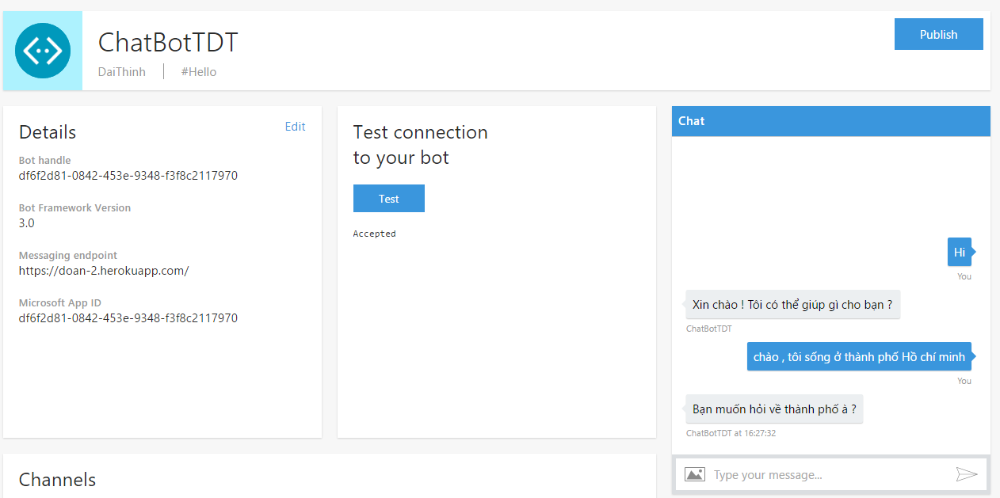 ChatBotTDT
DaiThinh
#Hello
Publish
Details
Edit
Bot handle
df6f2d81-0842-453e-9348-f3f8c2117970
Bot Framework Version
3.0
Messaging endpoint
https://doan-2.herokuapp.com/
Microsoft App ID
df6f2d81-0842-453e-9348-f3f8c2117970
Test connection
to your bot
Test
Accepted
Chat
Hi
You
Xin chào ! Tôi có thể giúp gì cho bạn ?
ChatBotTDT
chào , tôi sống ở thành phố Hồ chí minh
You
Bạn muốn hỏi về thành phố à ?
ChatBotTDT at 16:27:32
Type your message...
Channels